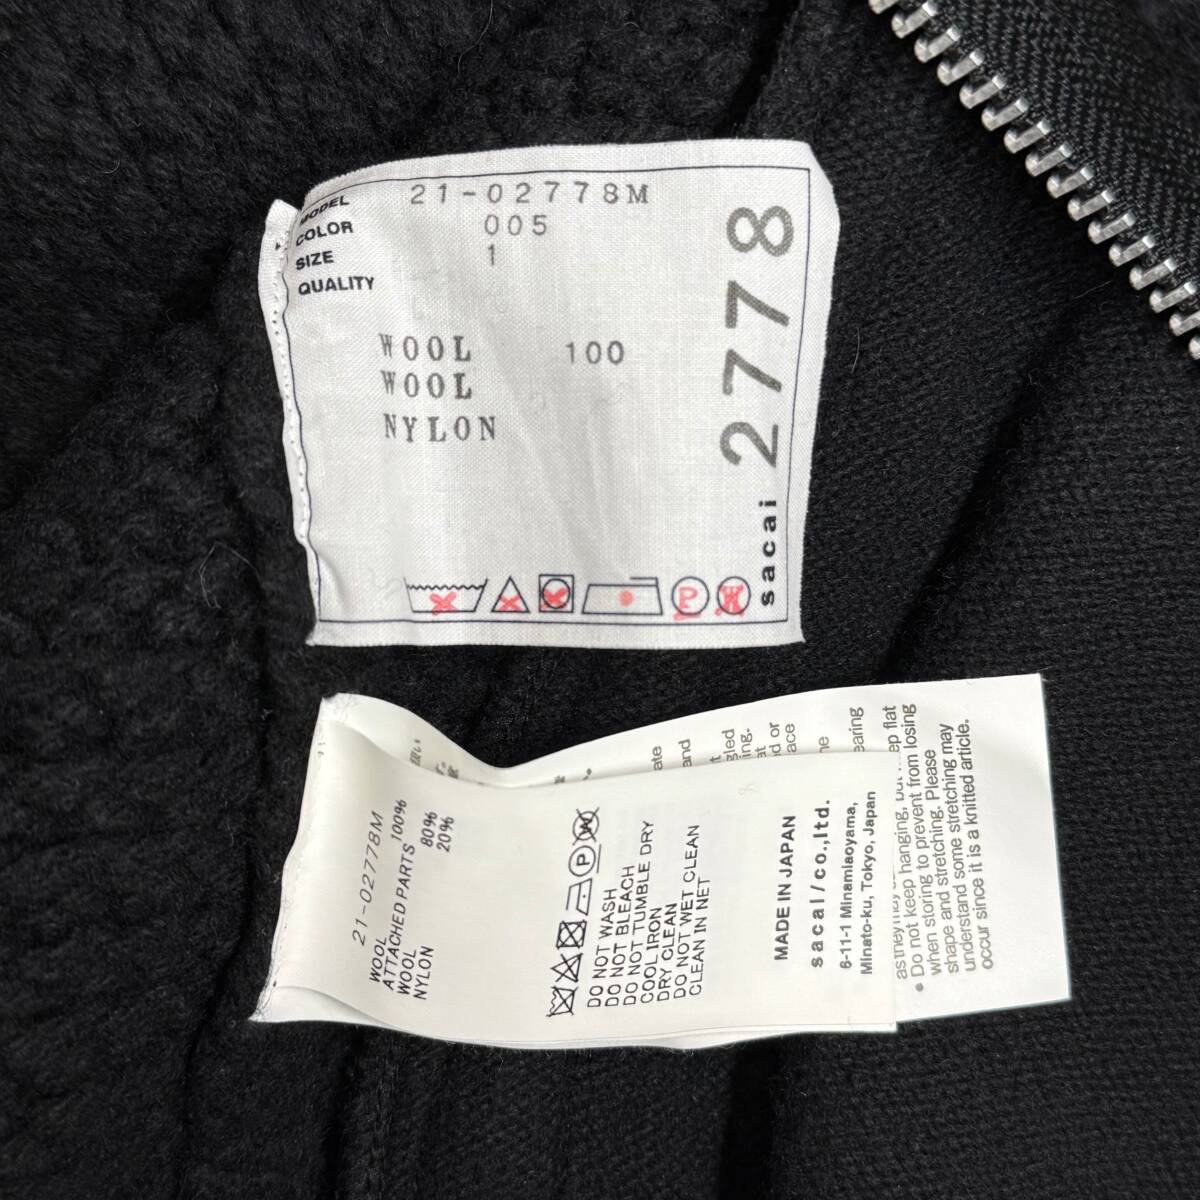 MODEL 21-02778M
COLOR 005
SIZE 1
QUALITY
WOOL 100
WOOL
NYLON
sacai 2778
P
W
21-02778M
WOOL 100%
ATTACHED PARTS
WOOL 80%
NYLON 20%
P
W
DO NOT WASH
DO NOT BLEACH
DO NOT TUMBLE DRY
COOL IRON
DRY CLEAN
DO NOT WET CLEAN
CLEAN IN NET
MADE IN JAPAN
sacai/co.,ltd.
6-11-1 Minamiaoyama,
Minato-ku, Tokyo, Japan
as they may
• Do not keep hanging, but keep flat
when storing to prevent from losing
shape and stretching. Please
understand some stretching may
occur since it is a knitted article.